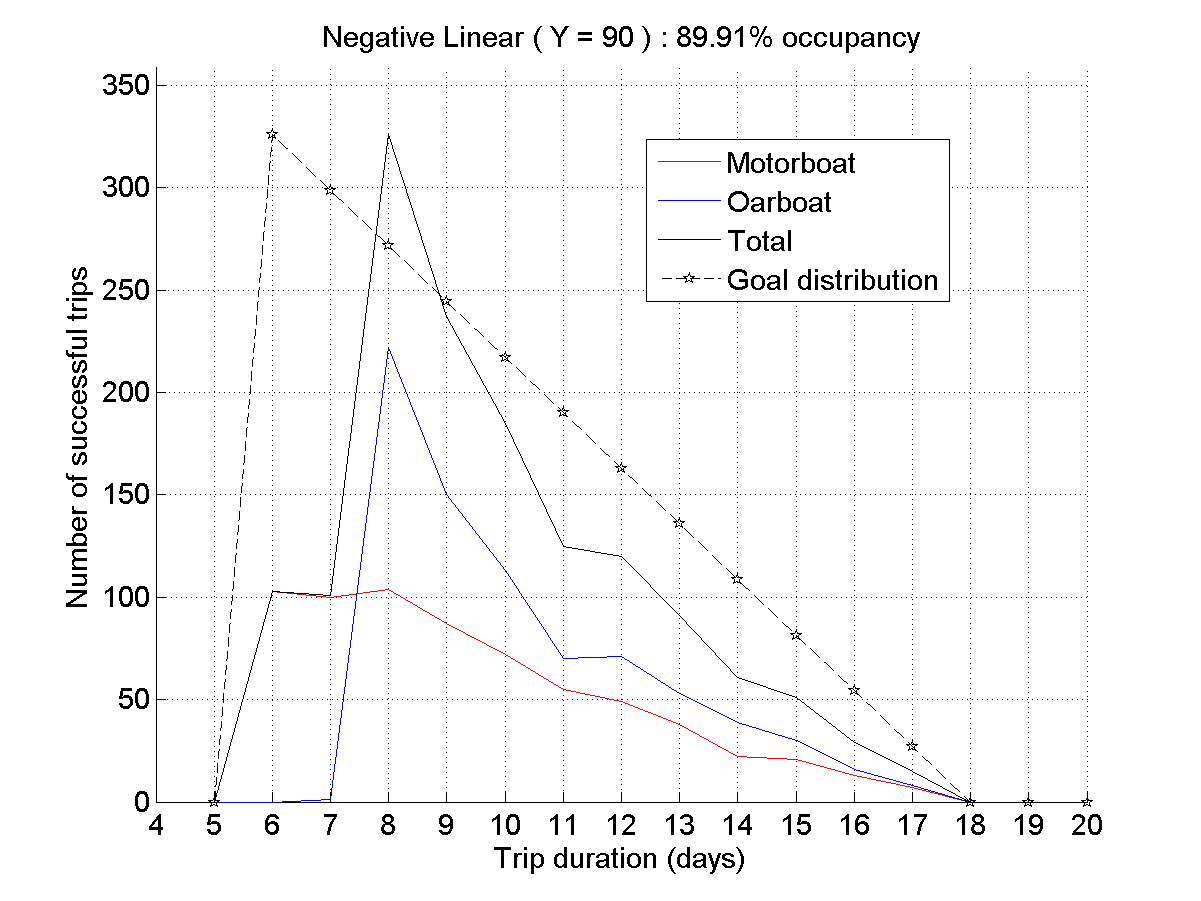 Negative Linear ( Y = 90 ) : 89.91% occupancy
350
300
250
200
150
100
50
0
Number of successful trips
Motorboat
Oarboat
Total
Goal distribution
4 5 6 7 8 9 10 11 12 13 14 15 16 17 18 19 20
Trip duration (days)